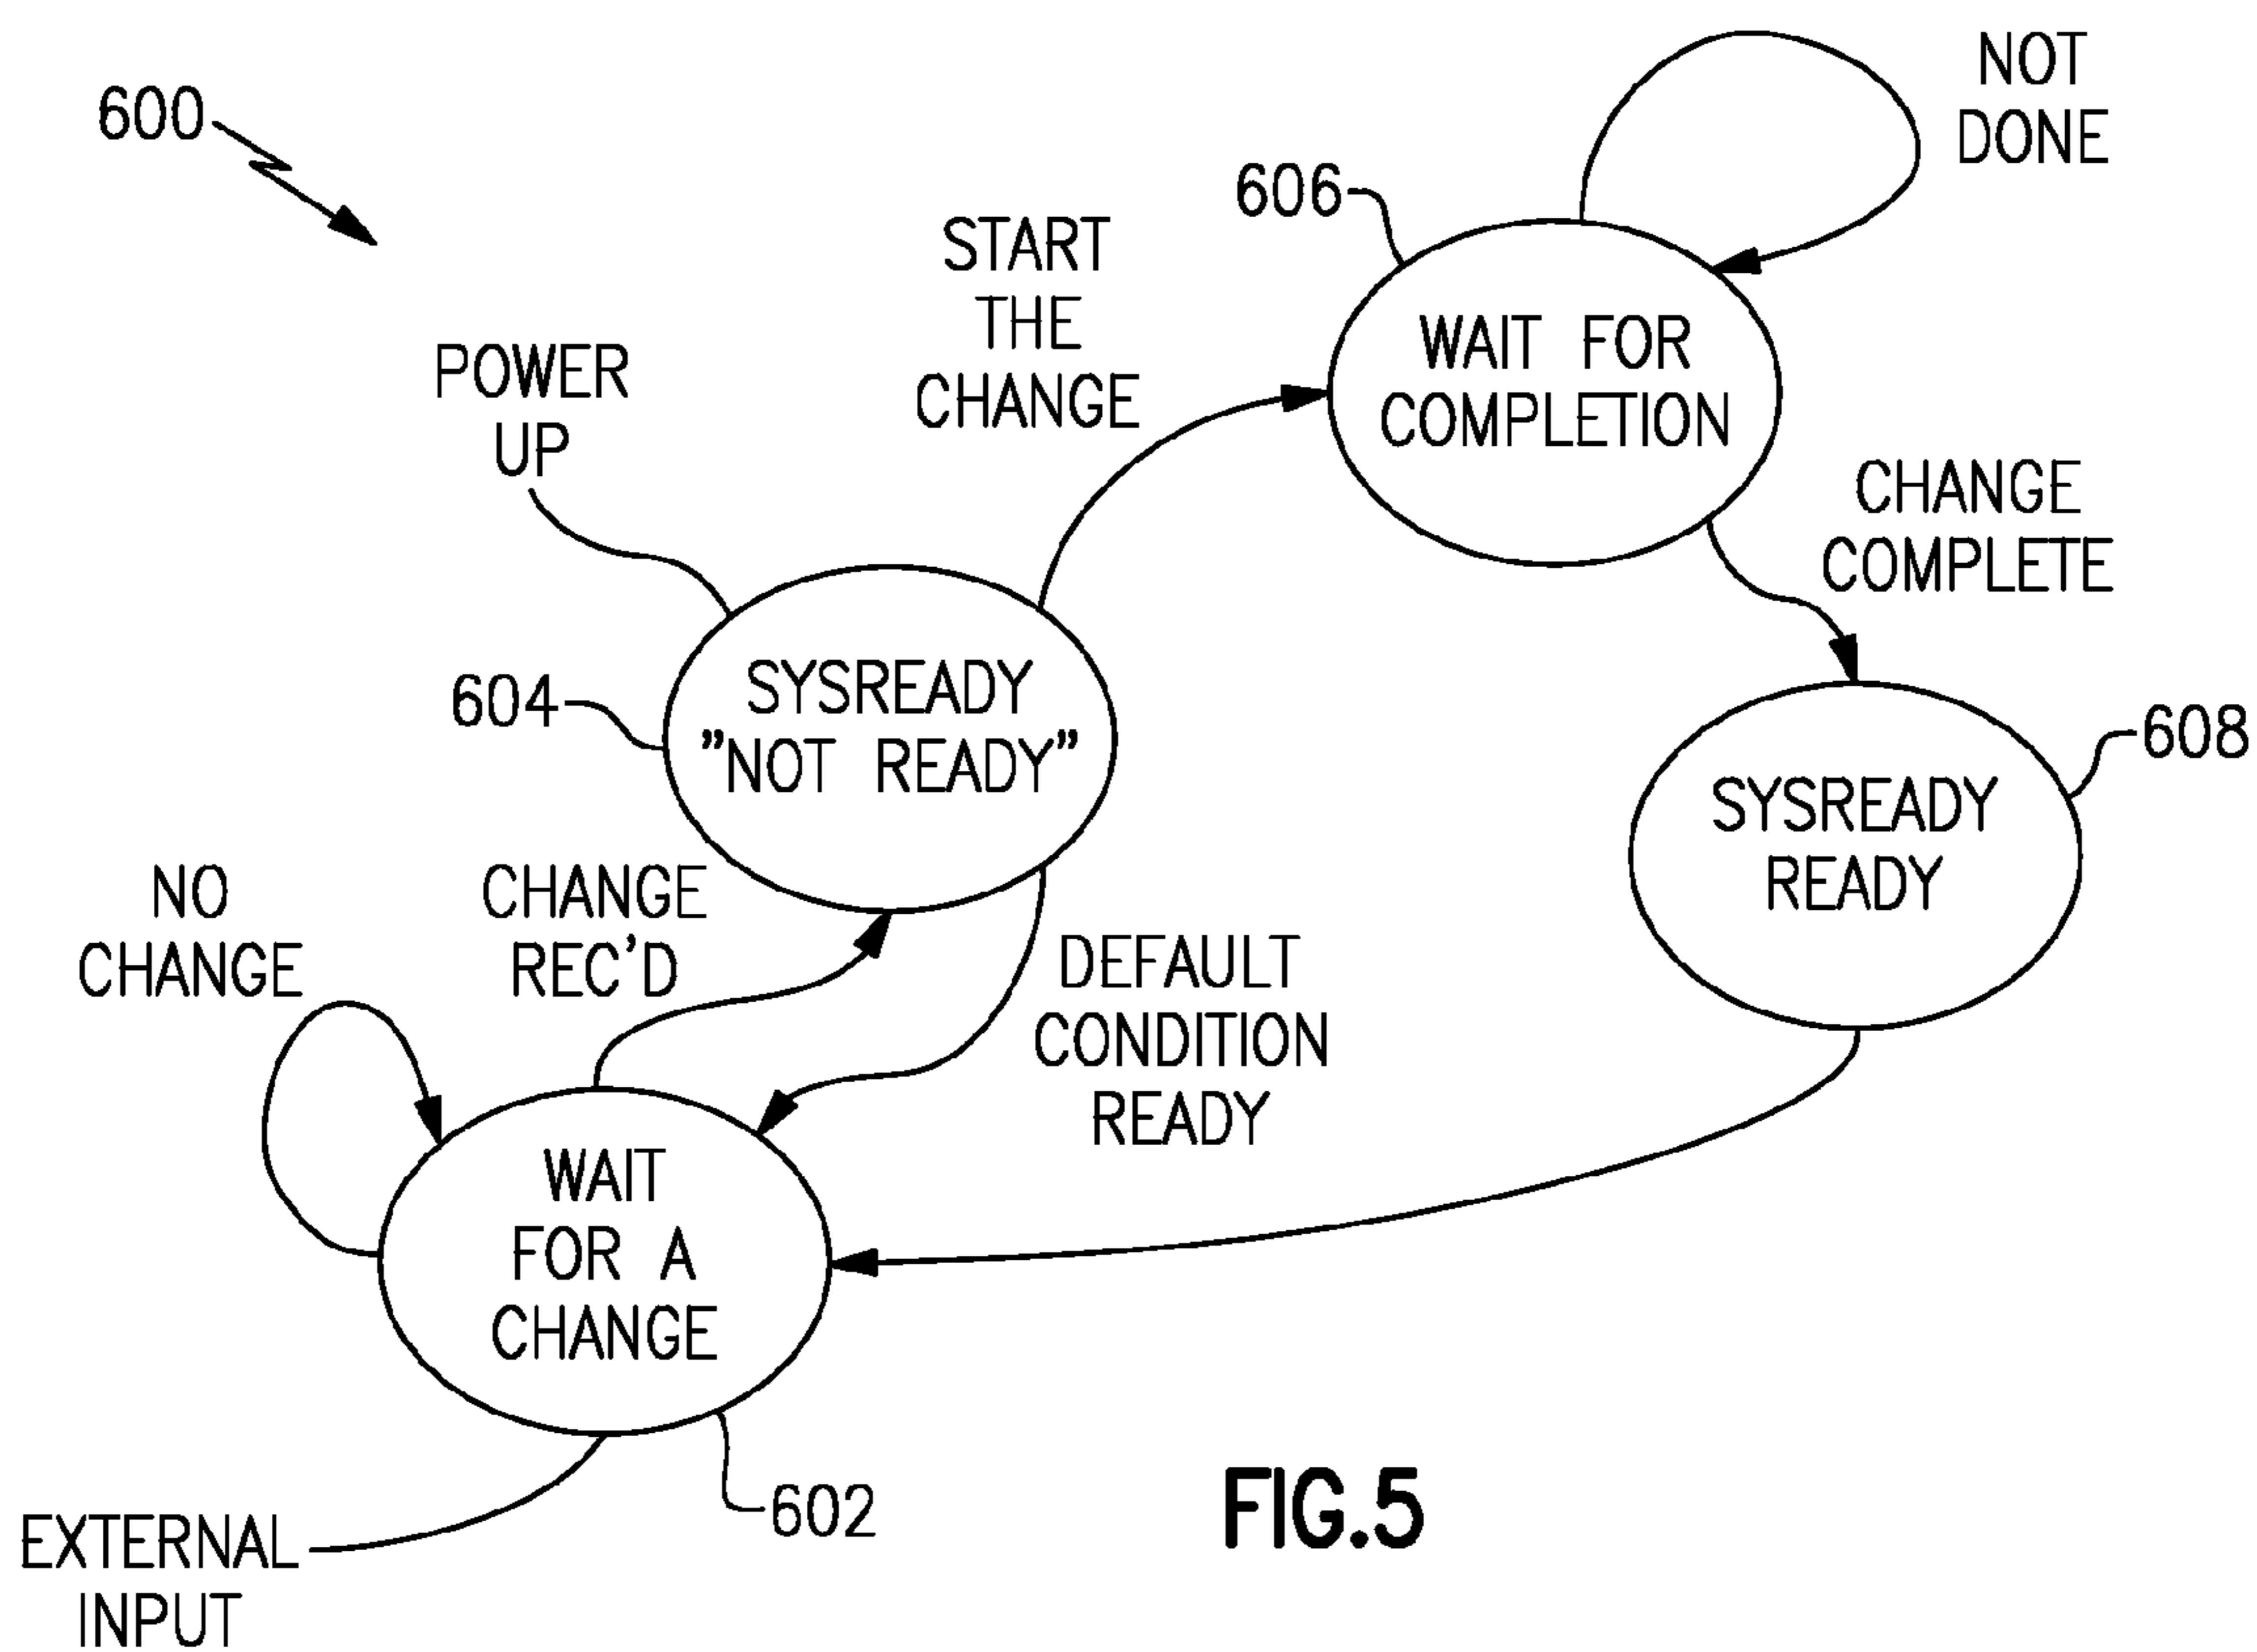 600
NOT
DONE
606
START
THE
CHANGE
POWER
UP
WAIT FOR
COMPLETION
CHANGE
COMPLETE
604
SYSREADY
”NOT READY”
608
SYSREADY
READY
NO
CHANGE
CHANGE
REC’D
DEFAULT
CONDITION
READY
WAIT
FOR A
CHANGE
602
EXTERNAL
INPUT
FIG.5